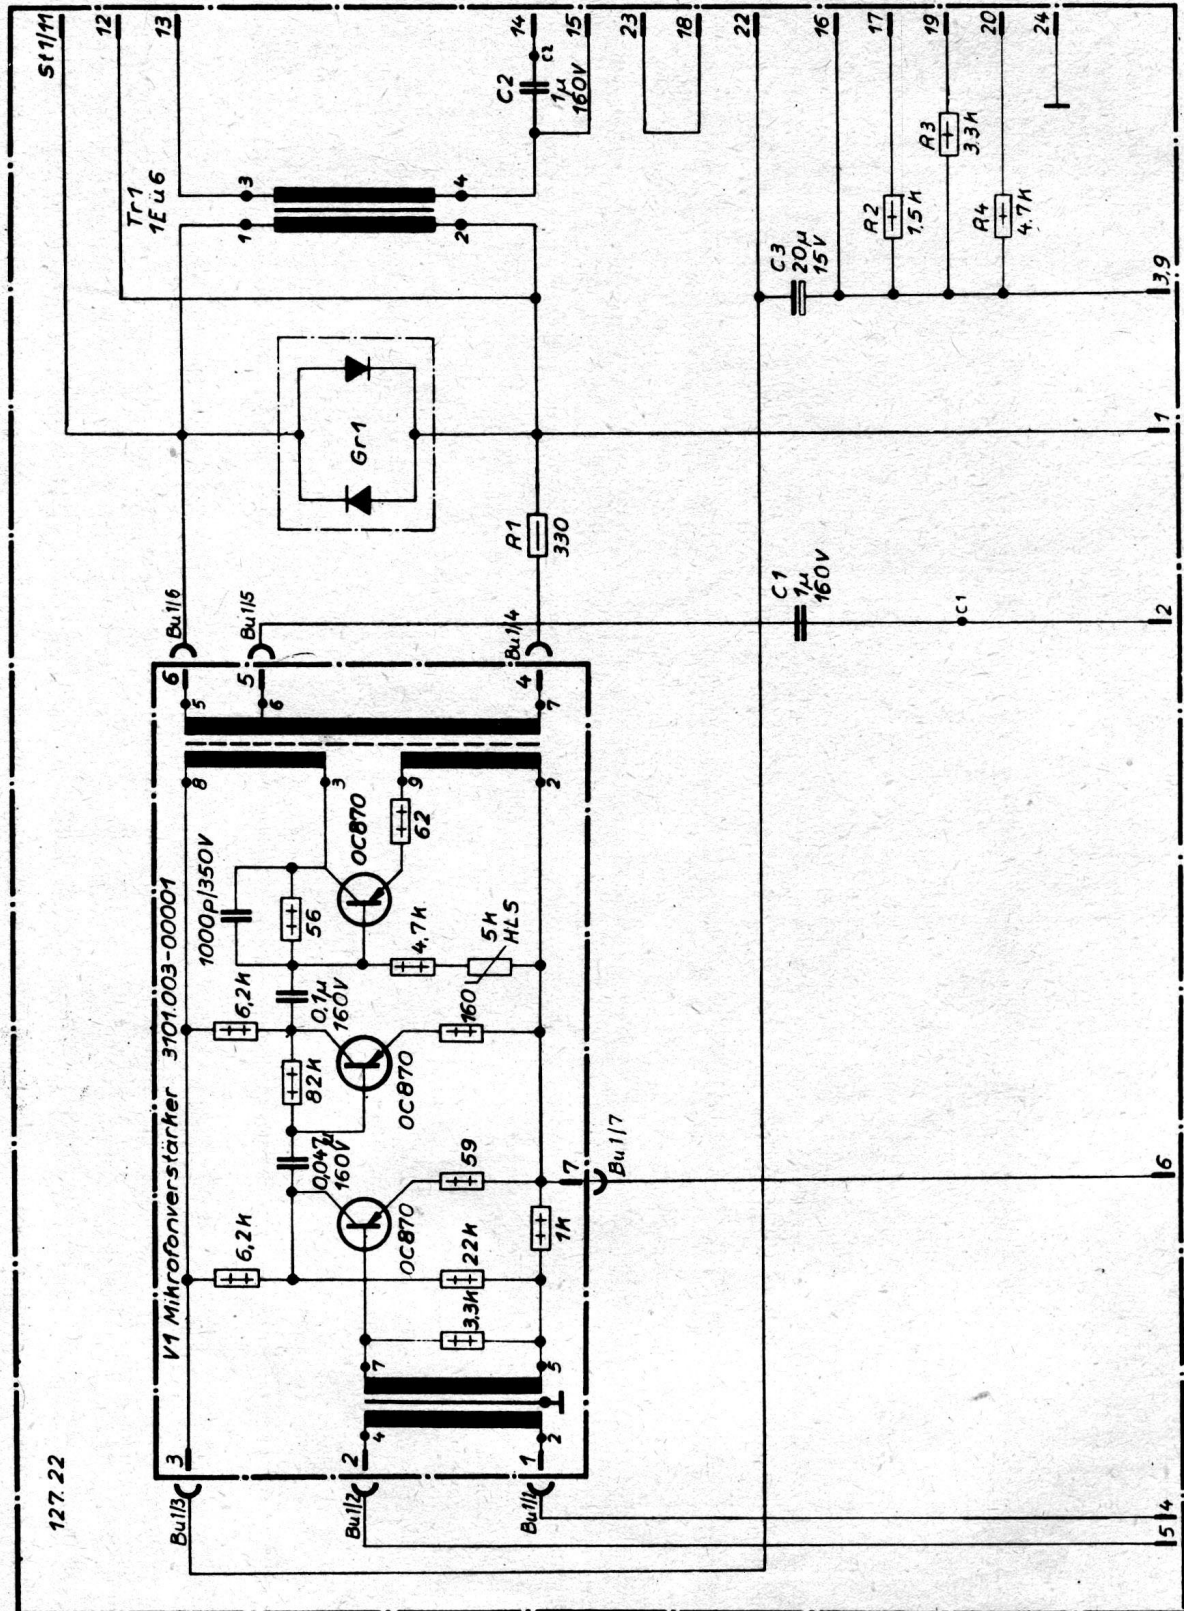 127.22
V1 Mikrofonverstärker 3101.003-00001
Bu1/3
3
Bu1/2
2
4
Bu1/1
1
2
7
5
3,3k
22k
6,2k
OC870
59
1k
0,047µ
160V
7
Bu1/7
82k
OC870
6,2k
0,1µ
160V
160
1000p/350V
56
4,7k
5k
HLS
OC870
62
8
3
9
2
5
6
7
6
5
4
Bu1/6
Bu1/5
Bu1/4
R1
330
Gr1
Tr1
1Eü6
1
2
3
4
C2
1µ
160V
C2
C1
1µ
160V
C1
C3
20µ
15V
R2
1,5k
R3
3.3k
R4
4.7k
St1/11
12
13
14
15
23
18
22
16
17
19
20
24
5
4
6
2
1
3,9